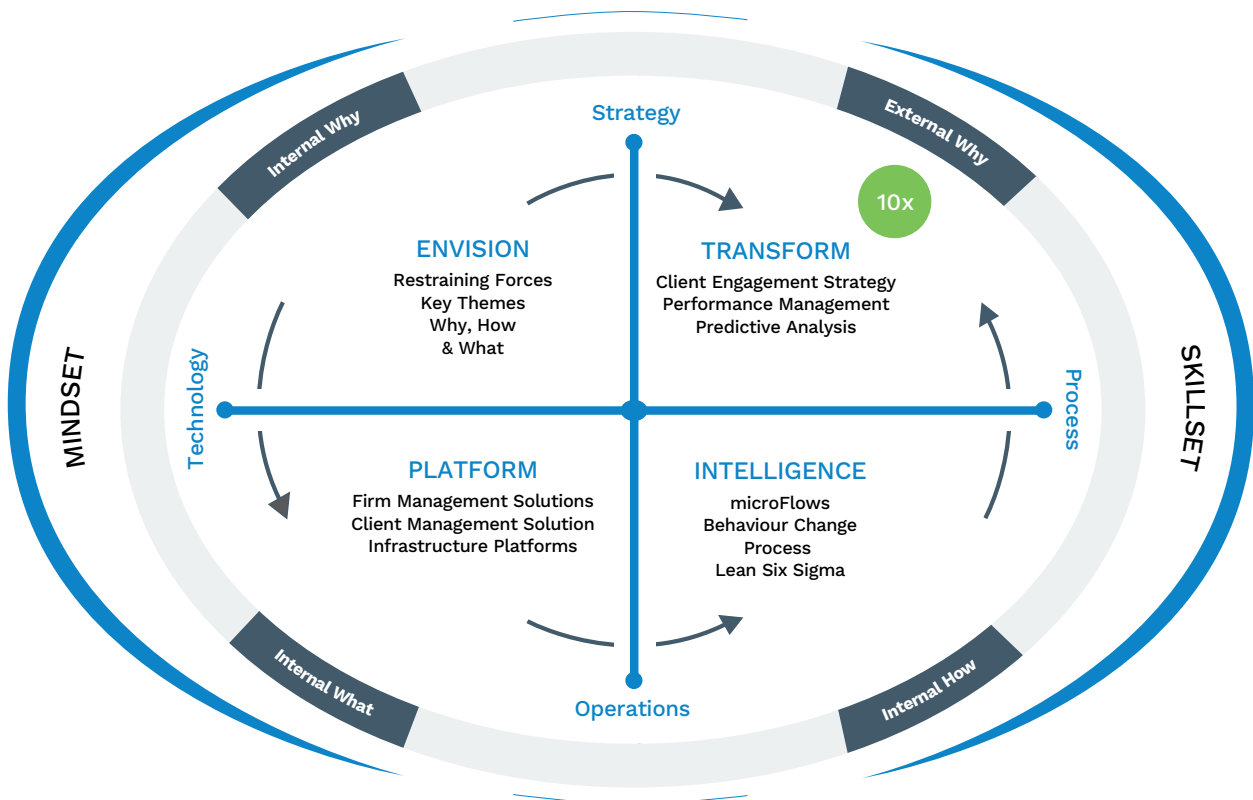 Internal Why
External Why
Strategy
10x
ENVISION
Restraining Forces
Key Themes
Why, How
& What
TRANSFORM
Client Engagement Strategy
Performance Management
Predictive Analysis
MINDSET
Technology
Process
SKILLSET
PLATFORM
Firm Management Solutions
Client Management Solution
Infrastructure Platforms
INTELLIGENCE
microFlows
Behaviour Change
Process
Lean Six Sigma
Internal What
Operations
Internal How